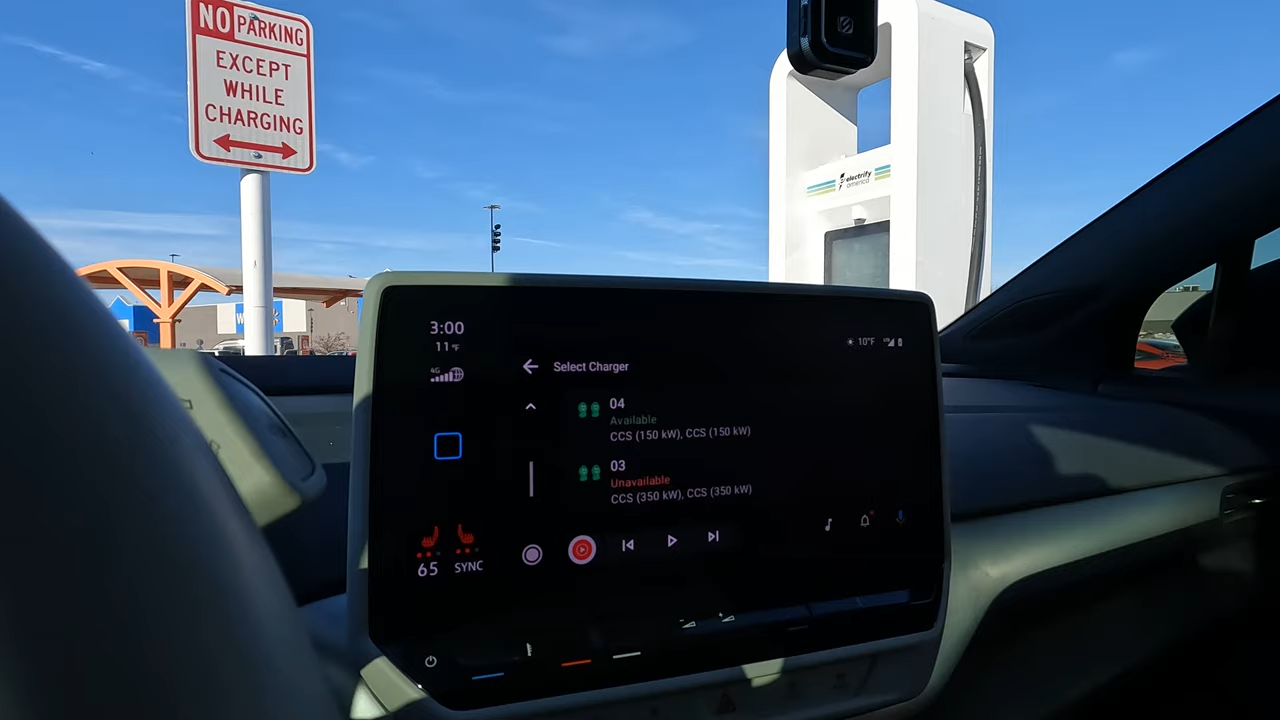 NO PARKING
EXCEPT
WHILE
CHARGING
electrify
america
W
3:00
11°F
4G
10°F
Select Charger
04
Available
CCS (150 kW), CCS (150 kW)
03
Unavailable
CCS (350 kW), CCS (350 kW)
65
SYNC